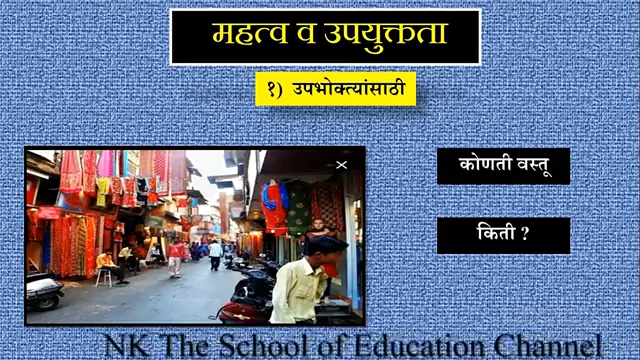 महत्व व उपयुक्तता
१) उपभोक्त्यांसाठी
कोणती वस्तू
किती ?
NK The School of Education Channel